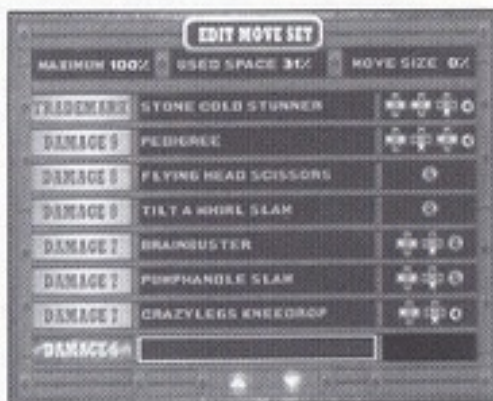 EDIT MOVE SET
MAXIMUM 100% USED SPACE 31% MOVE SIZE 0%
TRADEMARK STONE COLD STUNNER
DAMAGE 9 PEDIGREE
DAMAGE 8 FLYING HEAD SCISSORS
DAMAGE 8 TILT A WHIRL SLAM
DAMAGE 7 BRAINBUSTER
DAMAGE 7 PUMPHANDLE SLAM
DAMAGE 7 CRAZYLEGS KNEEDROP
DAMAGE 6